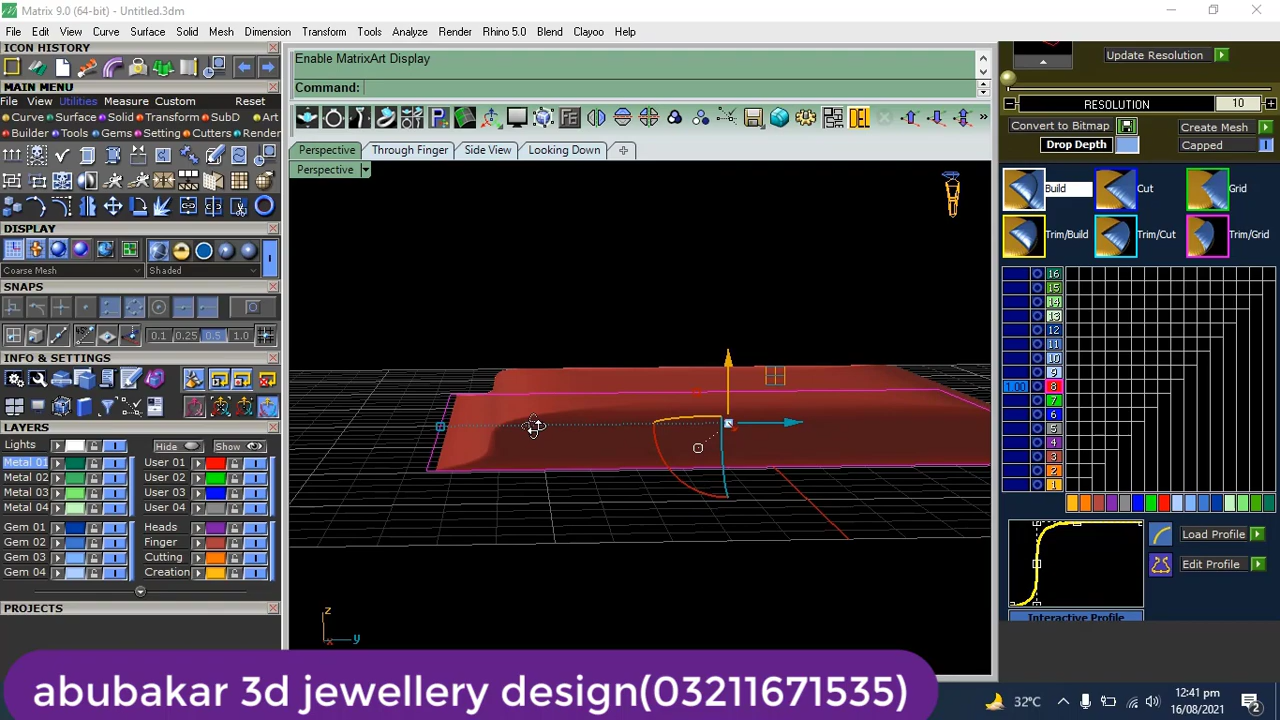 Matrix 9.0 (64-bit) - Untitled.3dm
File Edit View Curve Surface Solid Mesh Dimension Transform Tools Analyze Render Rhino 5.0 Blend Clayoo Help
ICON HISTORY
MAIN MENU
File View Utilities Measure Custom Reset
Curve Surface Solid Transform SubD Art
Builder Tools Gems Setting Cutters Render
DISPLAY
Coarse Mesh Shaded
SNAPS
0.1 0.25 0.5 1.0
INFO & SETTINGS
LAYERS
Lights Hide Show
Metal 01 User 01
Metal 02 User 02
Metal 03 User 03
Metal 04 User 04
Gem 01 Heads
Gem 02 Finger
Gem 03 Cutting
Gem 04 Creation
PROJECTS
Enable MatrixArt Display
Command:
DEL
Perspective Through Finger Side View Looking Down
Perspective
z
x y
Update Resolution
RESOLUTION 10
Convert to Bitmap Create Mesh
Drop Depth Capped
Build Cut Grid
Trim/Build Trim/Cut Trim/Grid
16
15
14
13
12
11
10
9
1.00 8
7
6
5
4
3
2
1
Load Profile
Edit Profile
Interactive Profile
abubakar 3d jewellery design(03211671535)
32°C
12:41 pm
16/08/2021
2